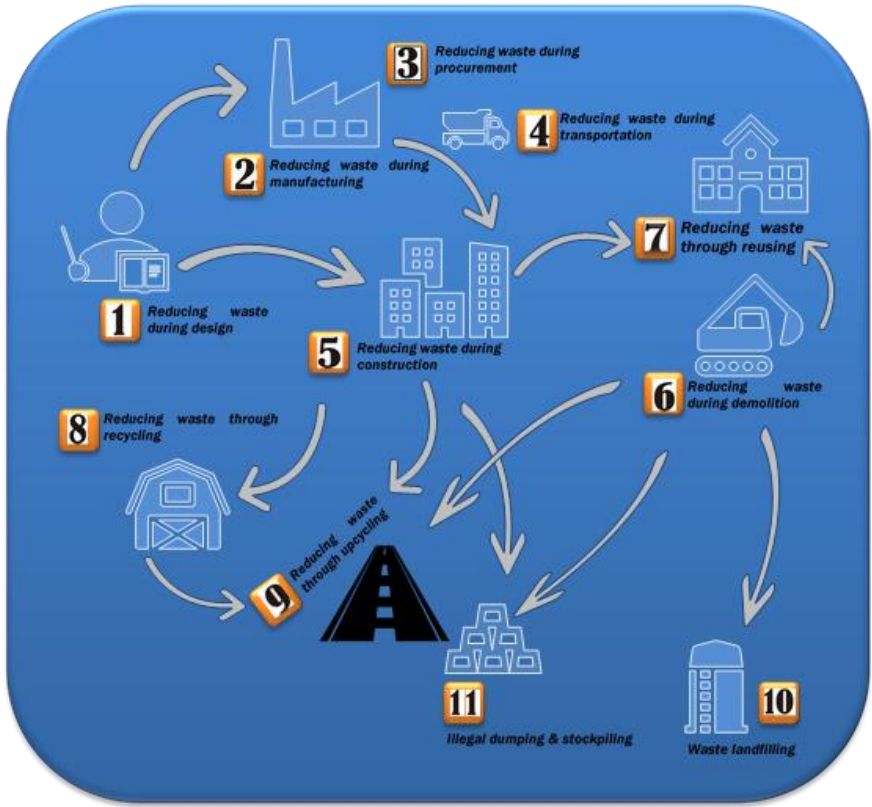 3
Reducing waste during
procurement
4
Reducing waste during
transportation
2
Reducing waste during
manufacturing
7
Reducing waste
through reusing
1
Reducing waste
during design
5
Reducing waste during
construction
6
Reducing waste
during demolition
8
Reducing waste through
recycling
9
Reducing waste
through upcycling
11
Illegal dumping & stockpiling
10
Waste landfilling